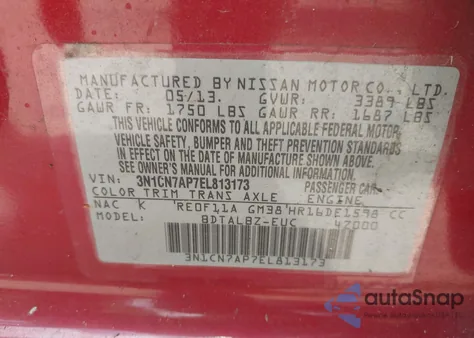 MANUFACTURED BY NISSAN MOTOR CO., LTD.
DATE: 05/13 GVWR: 3389 LBS
GAWR FR: 1750 LBS GAWR RR: 1687 LBS
THIS VEHICLE CONFORMS TO ALL APPLICABLE FEDERAL MOTOR
VEHICLE SAFETY, BUMPER AND THEFT PREVENTION STANDARDS
IN EFFECT ON THE DATE OF MANUFACTURE SHOWN ABOVE.
SEE OWNER'S MANUAL FOR ADDITIONAL INFORMATION.
VIN: 3N1CN7AP7EL813173 PASSENGER CAR
COLOR TRIM TRANS AXLE ENGINE
NAC K RE0F11A GM38 HR16DE1598 CC
MODEL: BDTALBZ-EUC 4Z000
3N1CN7AP7EL813173
autoSnap